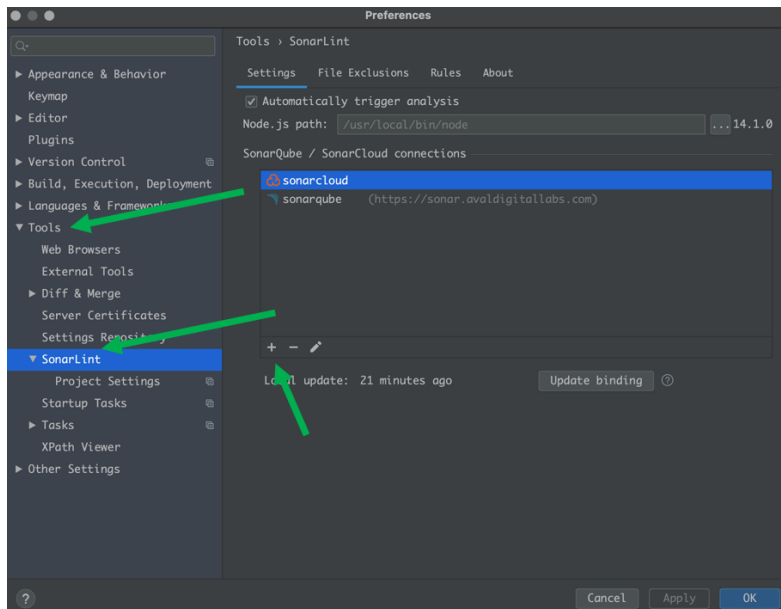 Preferences
Tools › SonarLint
Appearance & Behavior
Keymap
Editor
Plugins
Version Control
Build, Execution, Deployment
Languages & Frameworks
Tools
Web Browsers
External Tools
Diff & Merge
Server Certificates
Settings Repository
SonarLint
Project Settings
Startup Tasks
Tasks
XPath Viewer
Other Settings
Settings File Exclusions Rules About
Automatically trigger analysis
Node.js path: /usr/local/bin/node ... 14.1.0
SonarQube / SonarCloud connections
sonarcloud
sonarqube (https://sonar.avaldigitallabs.com)
+ −
Local update: 21 minutes ago Update binding ?
? Cancel Apply OK